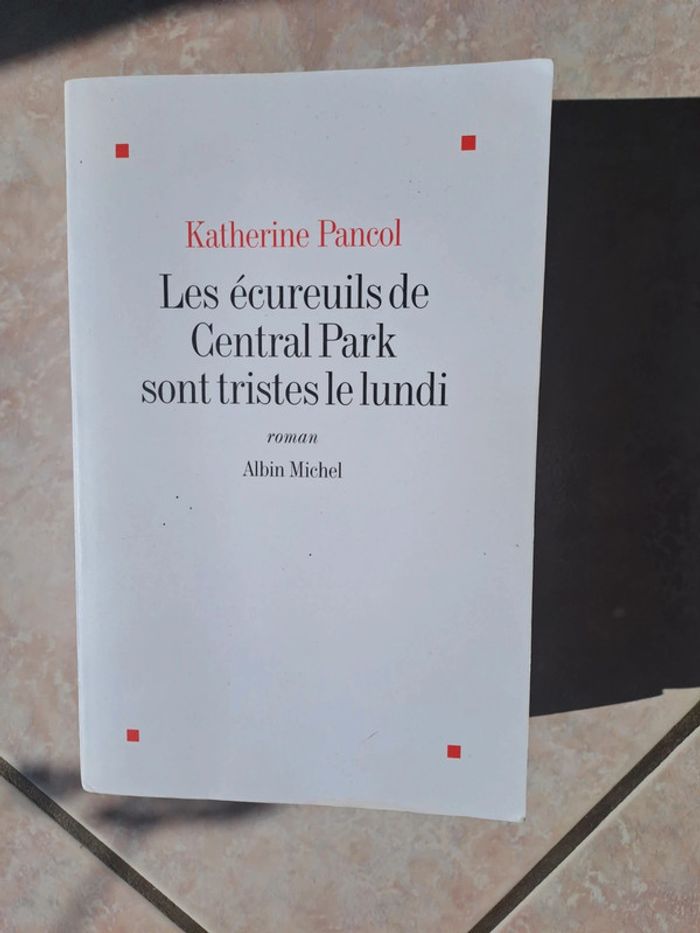 Katherine Pancol
Les écureuils de
Central Park
sont tristes le lundi
roman
Albin Michel